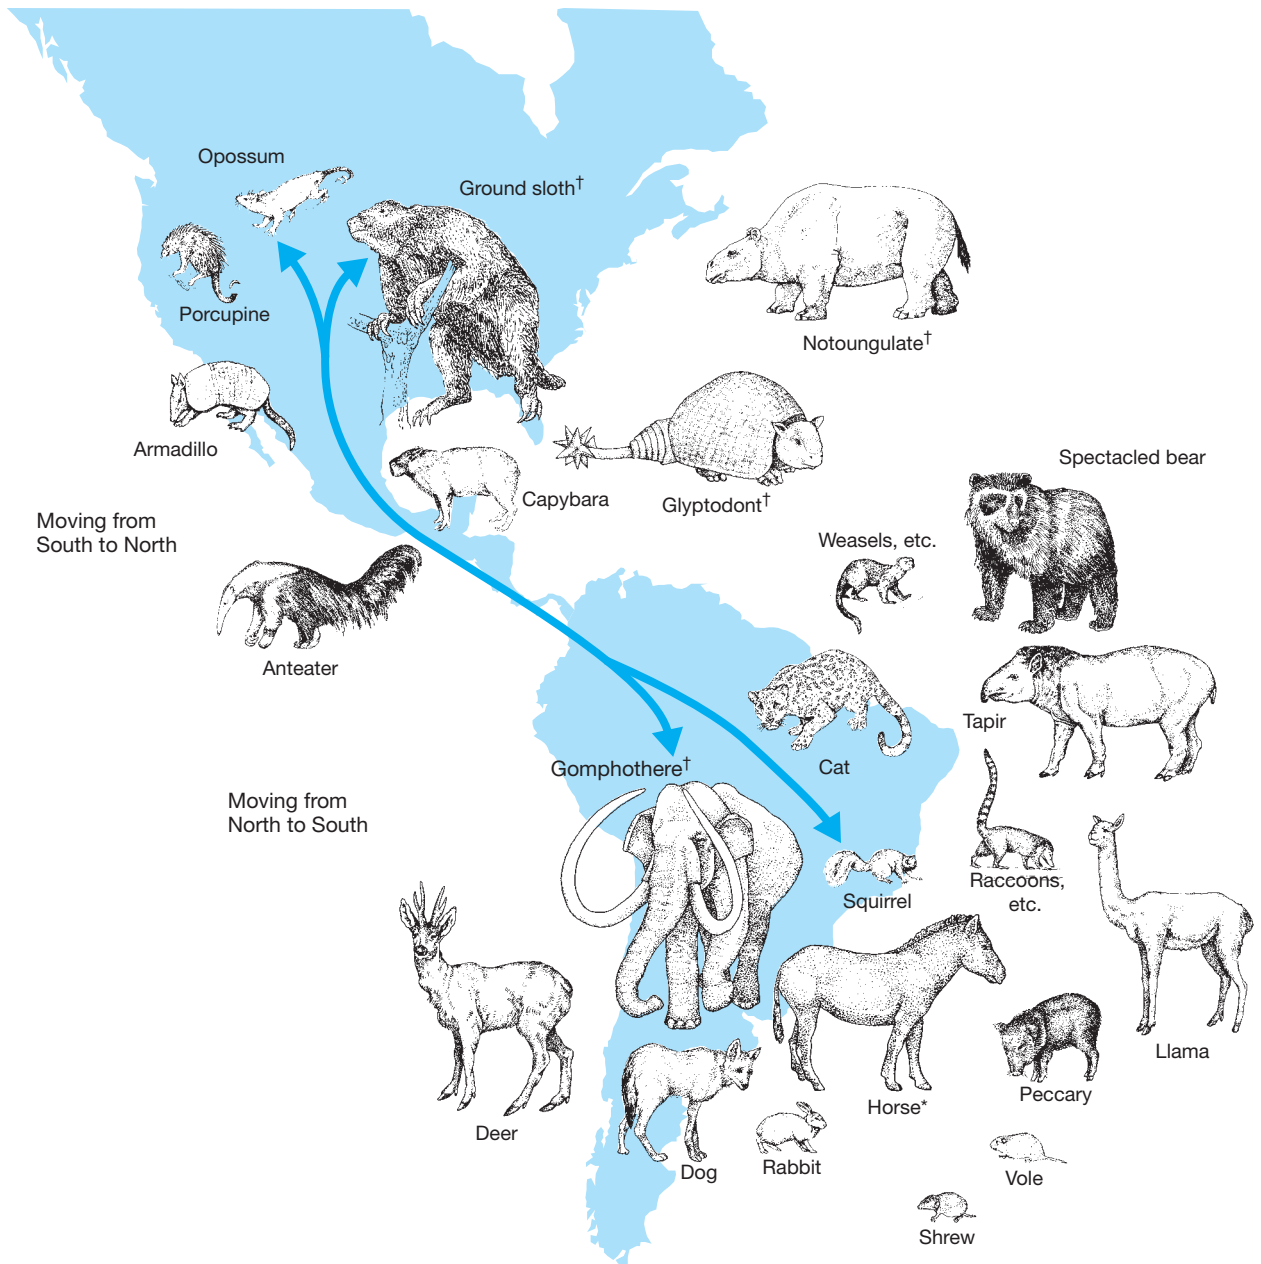 Opossum
Ground sloth†
Porcupine
Notoungulate†
Armadillo
Spectacled bear
Capybara
Glyptodont†
Moving from
South to North
Weasels, etc.
Anteater
Tapir
Gomphothere†
Cat
Moving from
North to South
Raccoons,
etc.
Squirrel
Llama
Peccary
Horse*
Deer
Rabbit
Dog
Vole
Shrew